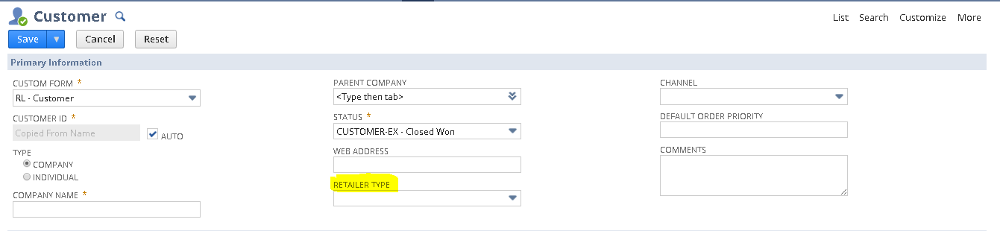 Customer
List Search Customize More
Save Cancel Reset
Primary Information
CUSTOM FORM *
RL - Customer
CUSTOMER ID *
Copied From Name
AUTO
TYPE
COMPANY
INDIVIDUAL
COMPANY NAME *
PARENT COMPANY
<Type then tab>
STATUS *
CUSTOMER-EX - Closed Won
WEB ADDRESS
RETAILER TYPE
CHANNEL
DEFAULT ORDER PRIORITY
COMMENTS